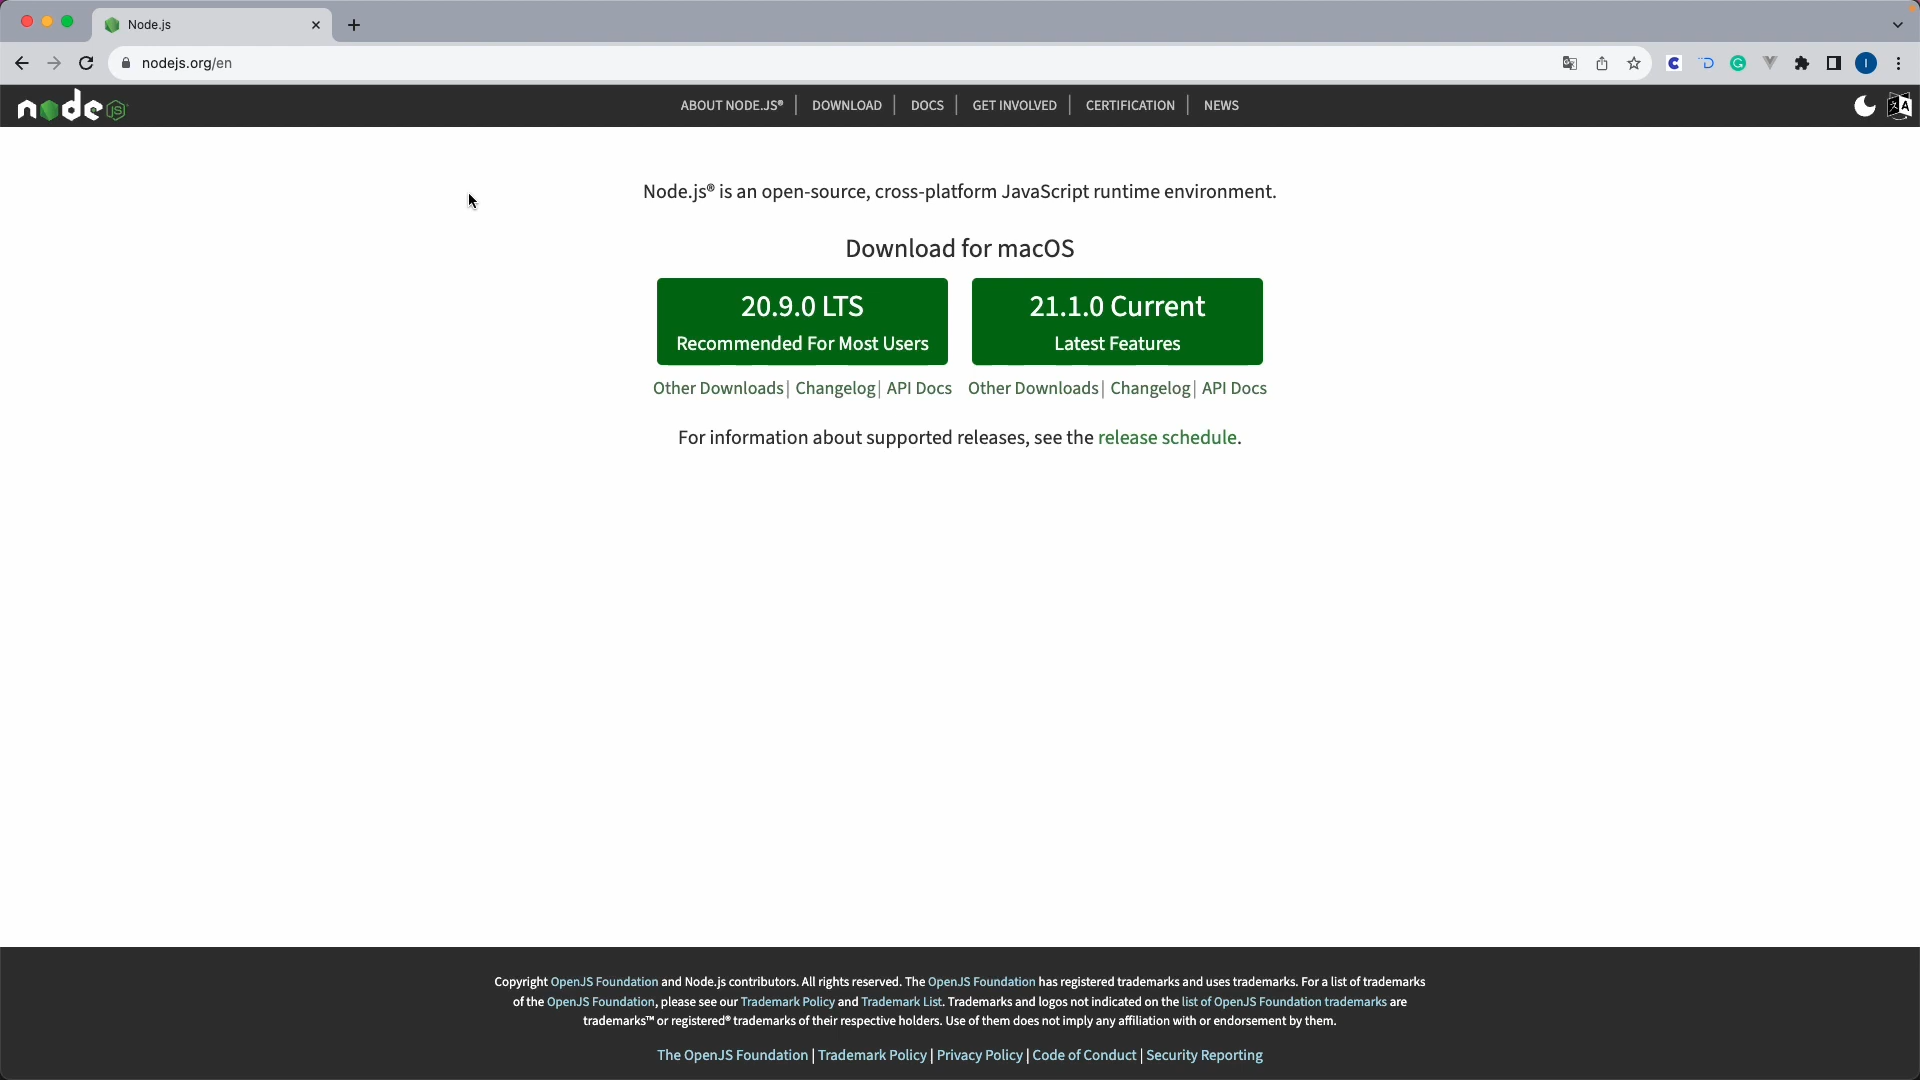 Node.js
nodejs.org/en
node JS
ABOUT NODE.JS® DOWNLOAD DOCS GET INVOLVED CERTIFICATION NEWS
Node.js® is an open-source, cross-platform JavaScript runtime environment.
Download for macOS
20.9.0 LTS
Recommended For Most Users
21.1.0 Current
Latest Features
Other Downloads| Changelog| API Docs
Other Downloads| Changelog| API Docs
For information about supported releases, see the release schedule.
Copyright OpenJS Foundation and Node.js contributors. All rights reserved. The OpenJS Foundation has registered trademarks and uses trademarks. For a list of trademarks
of the OpenJS Foundation, please see our Trademark Policy and Trademark List. Trademarks and logos not indicated on the list of OpenJS Foundation trademarks are
trademarks™ or registered® trademarks of their respective holders. Use of them does not imply any affiliation with or endorsement by them.
The OpenJS Foundation | Trademark Policy | Privacy Policy | Code of Conduct | Security Reporting